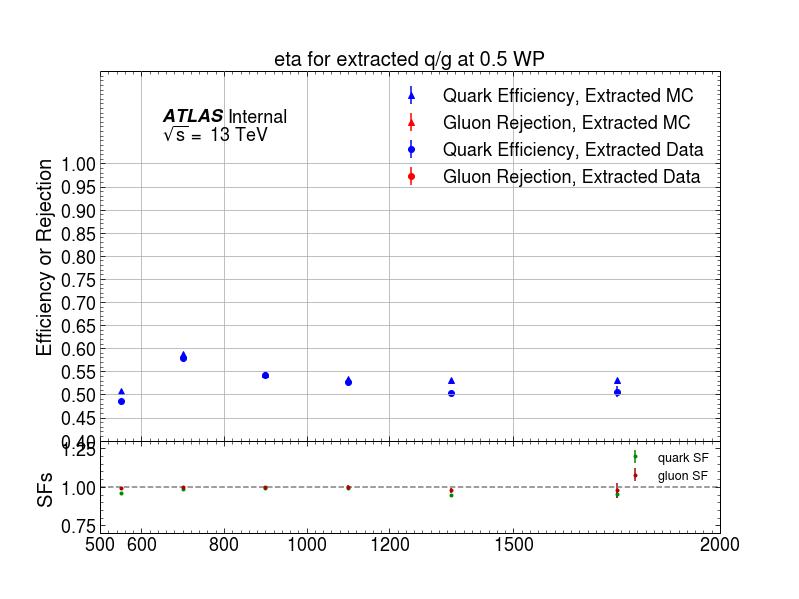 eta for extracted q/g at 0.5 WP
ATLAS Internal
√s = 13 TeV
Quark Efficiency, Extracted MC
Gluon Rejection, Extracted MC
Quark Efficiency, Extracted Data
Gluon Rejection, Extracted Data
Efficiency or Rejection
1.00
0.95
0.90
0.85
0.80
0.75
0.70
0.65
0.60
0.55
0.50
0.45
0.40
SFs
1.25
1.00
0.75
quark SF
gluon SF
500 600 800 1000 1200 1500 2000